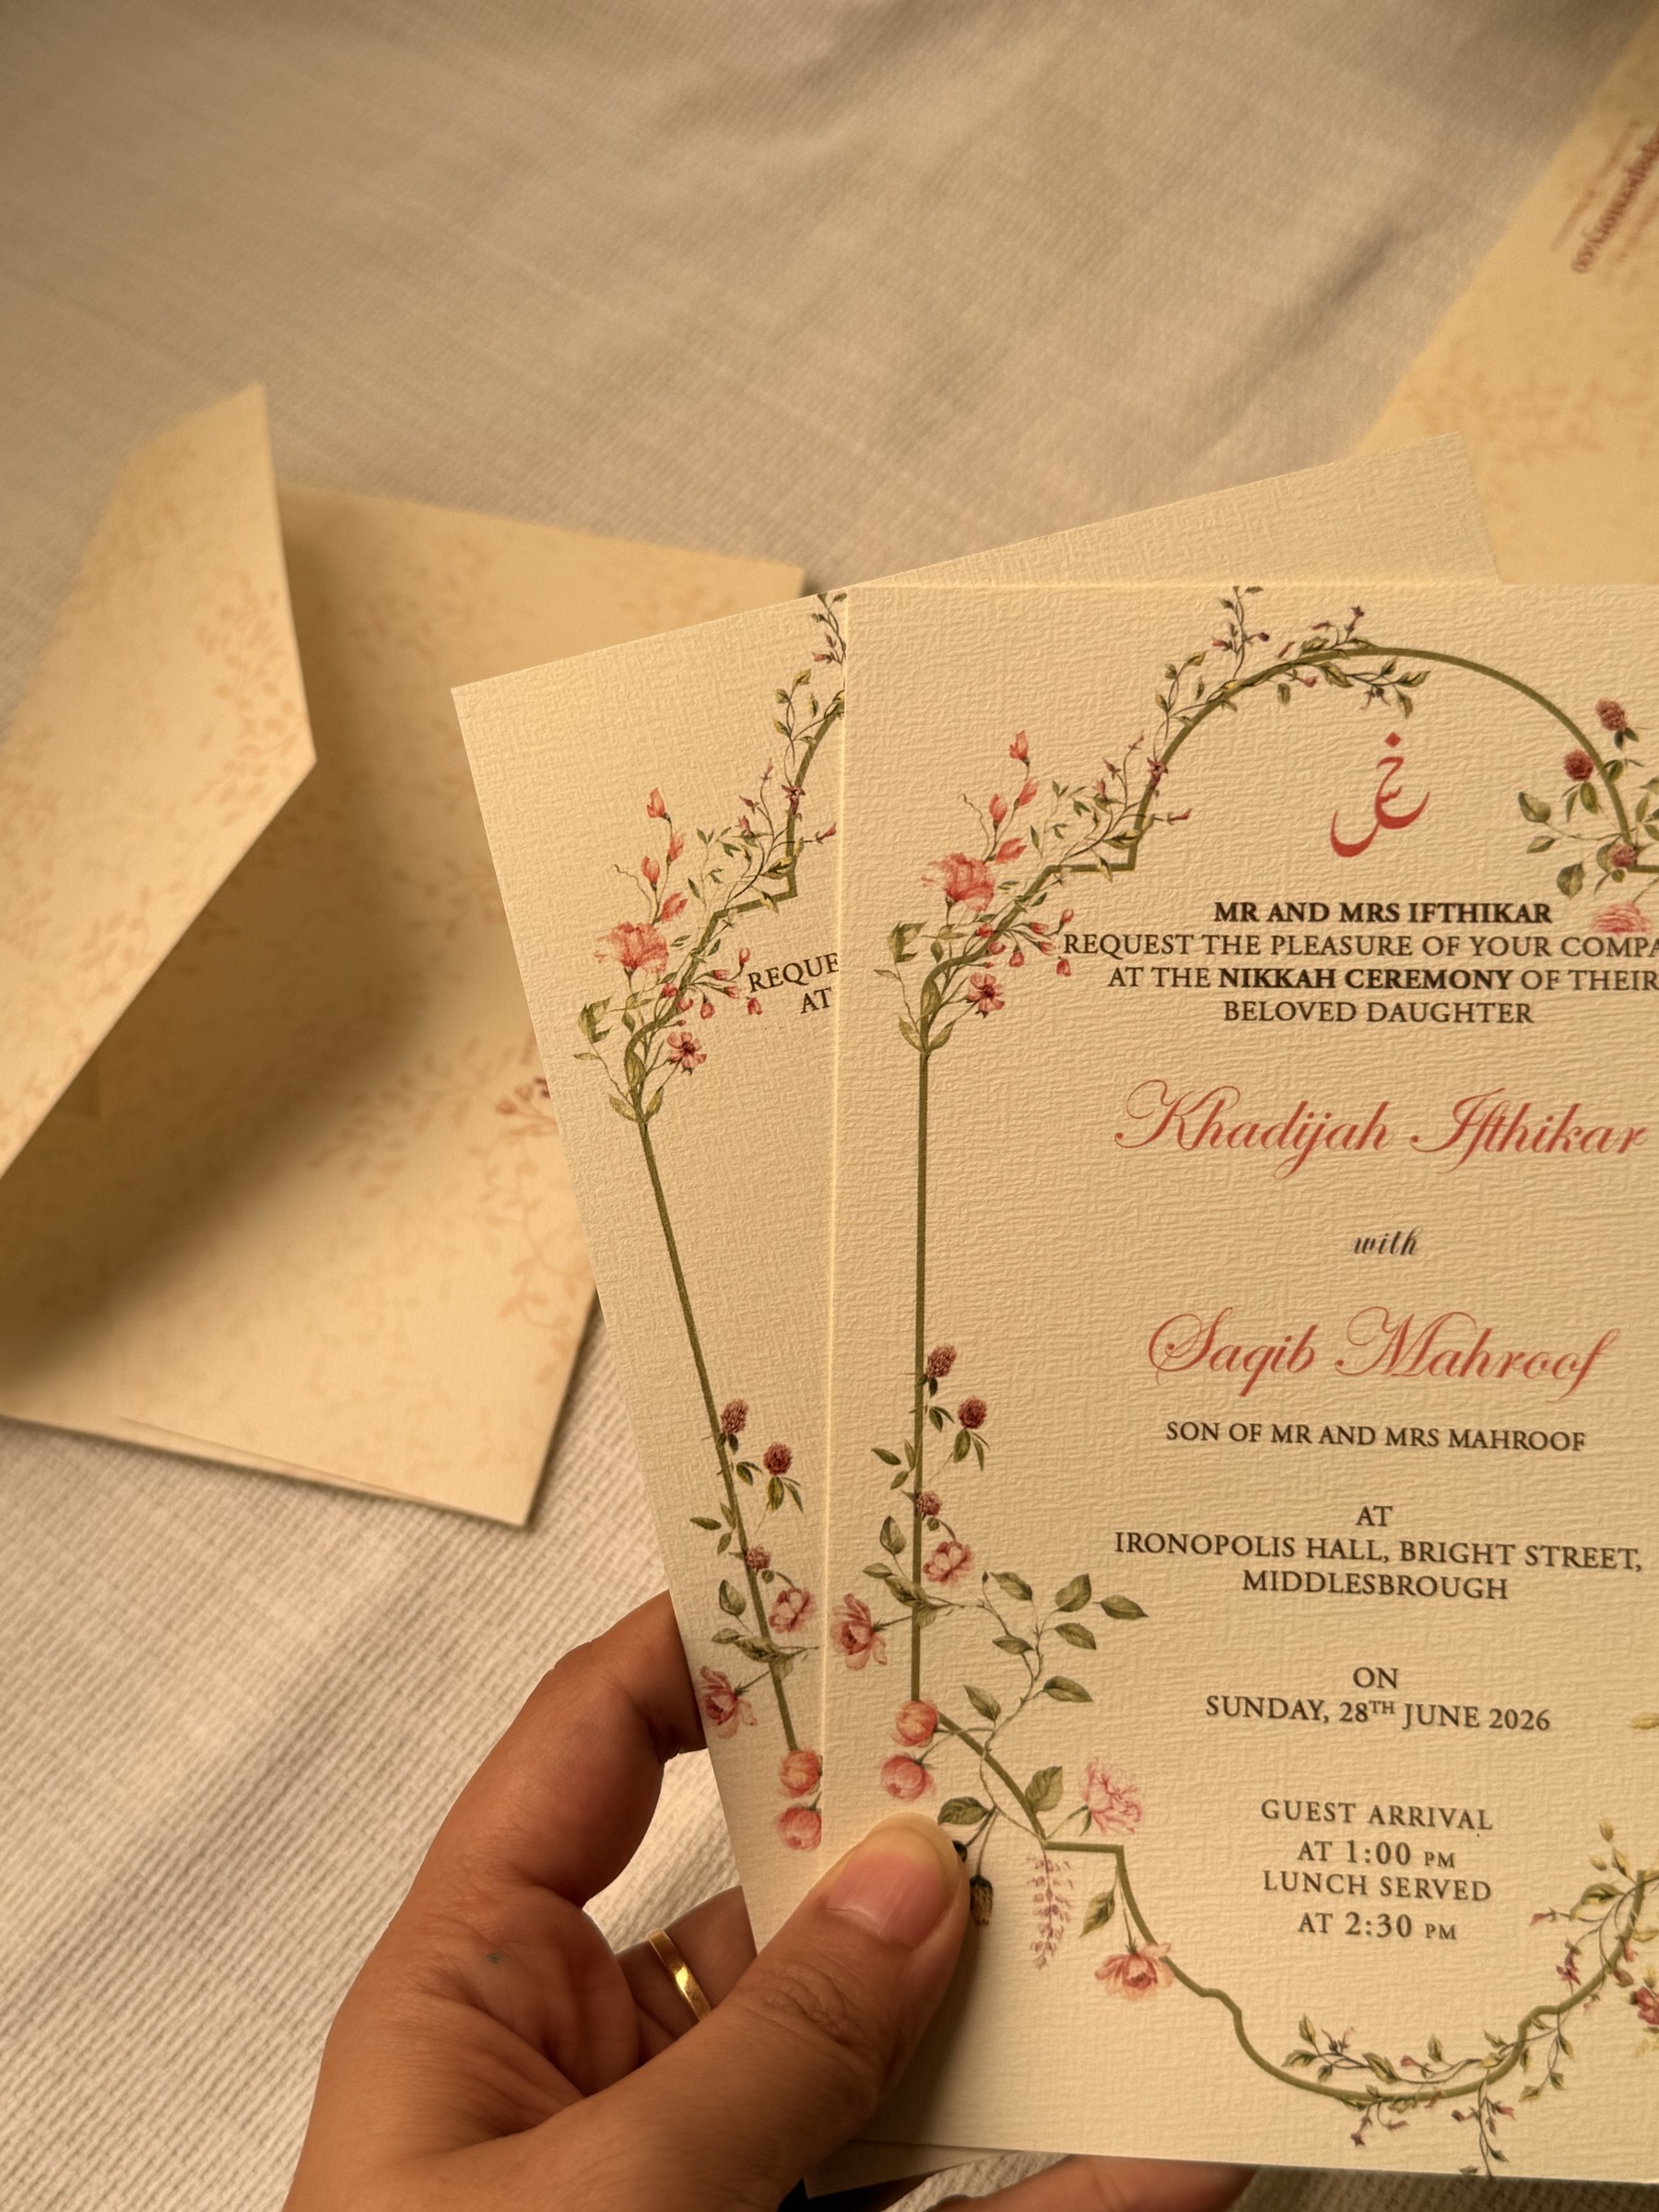 خ س
MR AND MRS IFTHIKAR
REQUEST THE PLEASURE OF YOUR COMPA
AT THE NIKKAH CEREMONY OF THEIR
BELOVED DAUGHTER
Khadijah Ifthikar
with
Saqib Mahroof
SON OF MR AND MRS MAHROOF
AT
IRONOPOLIS HALL, BRIGHT STREET,
MIDDLESBROUGH
ON
SUNDAY, 28TH JUNE 2026
GUEST ARRIVAL
AT 1:00 PM
LUNCH SERVED
AT 2:30 PM
REQUE
AT